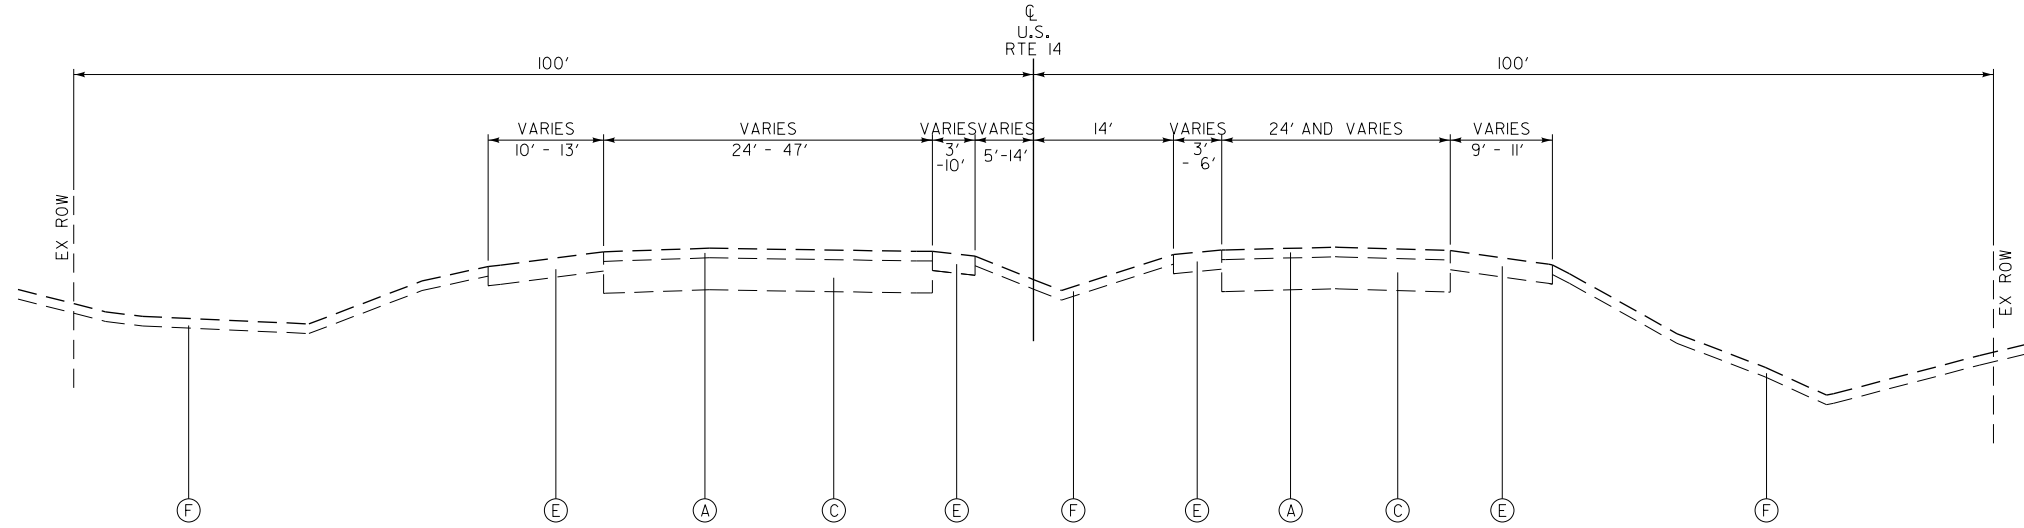 ℄
U.S.
RTE 14
100'
100'
VARIES
10' - 13'
VARIES
24' - 47'
VARIES
3'
-10'
VARIES
5'-14'
14'
VARIES
3'
- 6'
24' AND VARIES
VARIES
9' - 11'
EX ROW
EX ROW
F
E
A
C
E
F
E
A
C
E
F